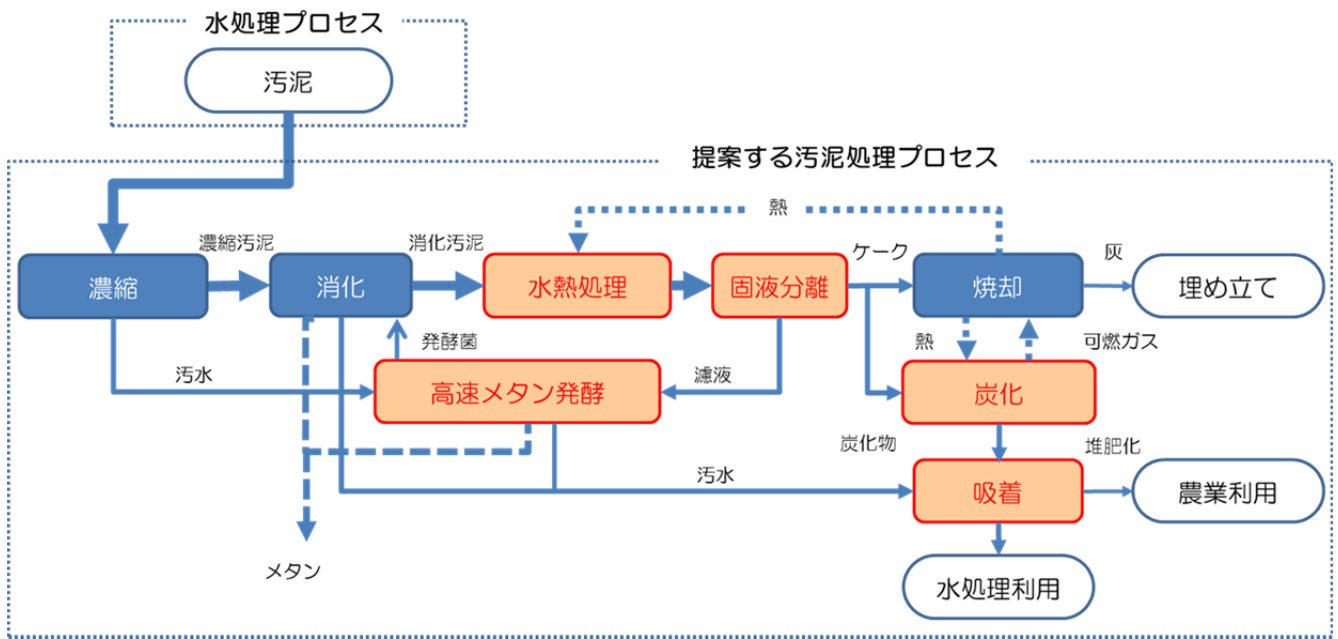 水処理プロセス
汚泥
提案する汚泥処理プロセス
熱
濃縮汚泥
消化汚泥
ケーク
灰
濃縮
消化
水熱処理
固液分離
焼却
埋め立て
発酵菌
熱
可燃ガス
汚水
高速メタン発酵
濾液
炭化
炭化物
堆肥化
汚水
吸着
農業利用
メタン
水処理利用